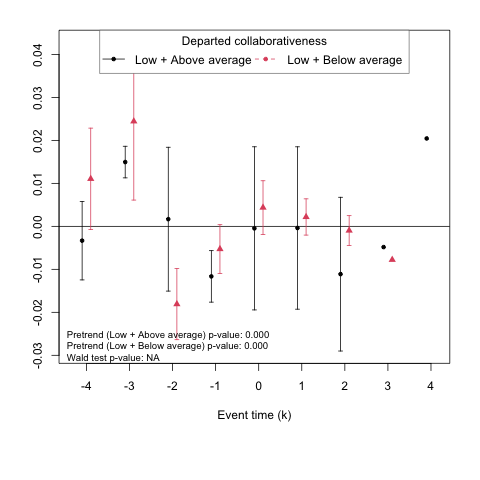 Departed collaborativeness
Low + Above average Low + Below average
0.04
0.03
0.02
0.01
0.00
-0.01
-0.02
-0.03
Pretrend (Low + Above average) p-value: 0.000
Pretrend (Low + Below average) p-value: 0.000
Wald test p-value: NA
-4 -3 -2 -1 0 1 2 3 4
Event time (k)